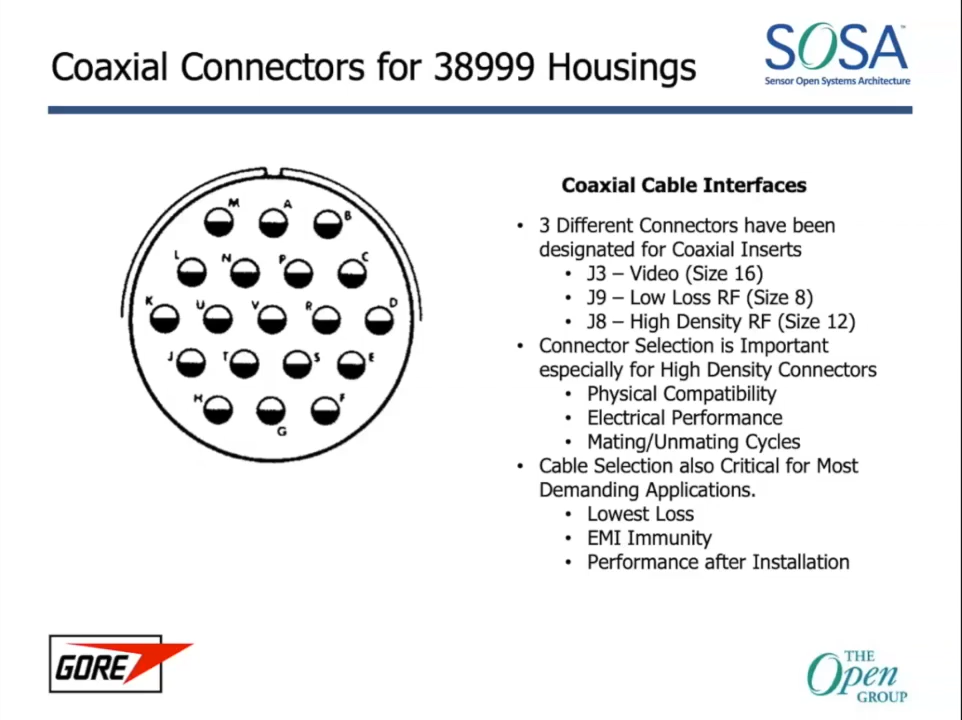 Coaxial Connectors for 38999 Housings
SOSA™
Sensor Open Systems Architecture
M A B
L N P C
K U V R D
J T S E
H G F
Coaxial Cable Interfaces
• 3 Different Connectors have been
designated for Coaxial Inserts
• J3 – Video (Size 16)
• J9 – Low Loss RF (Size 8)
• J8 – High Density RF (Size 12)
• Connector Selection is Important
especially for High Density Connectors
• Physical Compatibility
• Electrical Performance
• Mating/Unmating Cycles
• Cable Selection also Critical for Most
Demanding Applications.
• Lowest Loss
• EMI Immunity
• Performance after Installation
GORE
THE
Open
GROUP